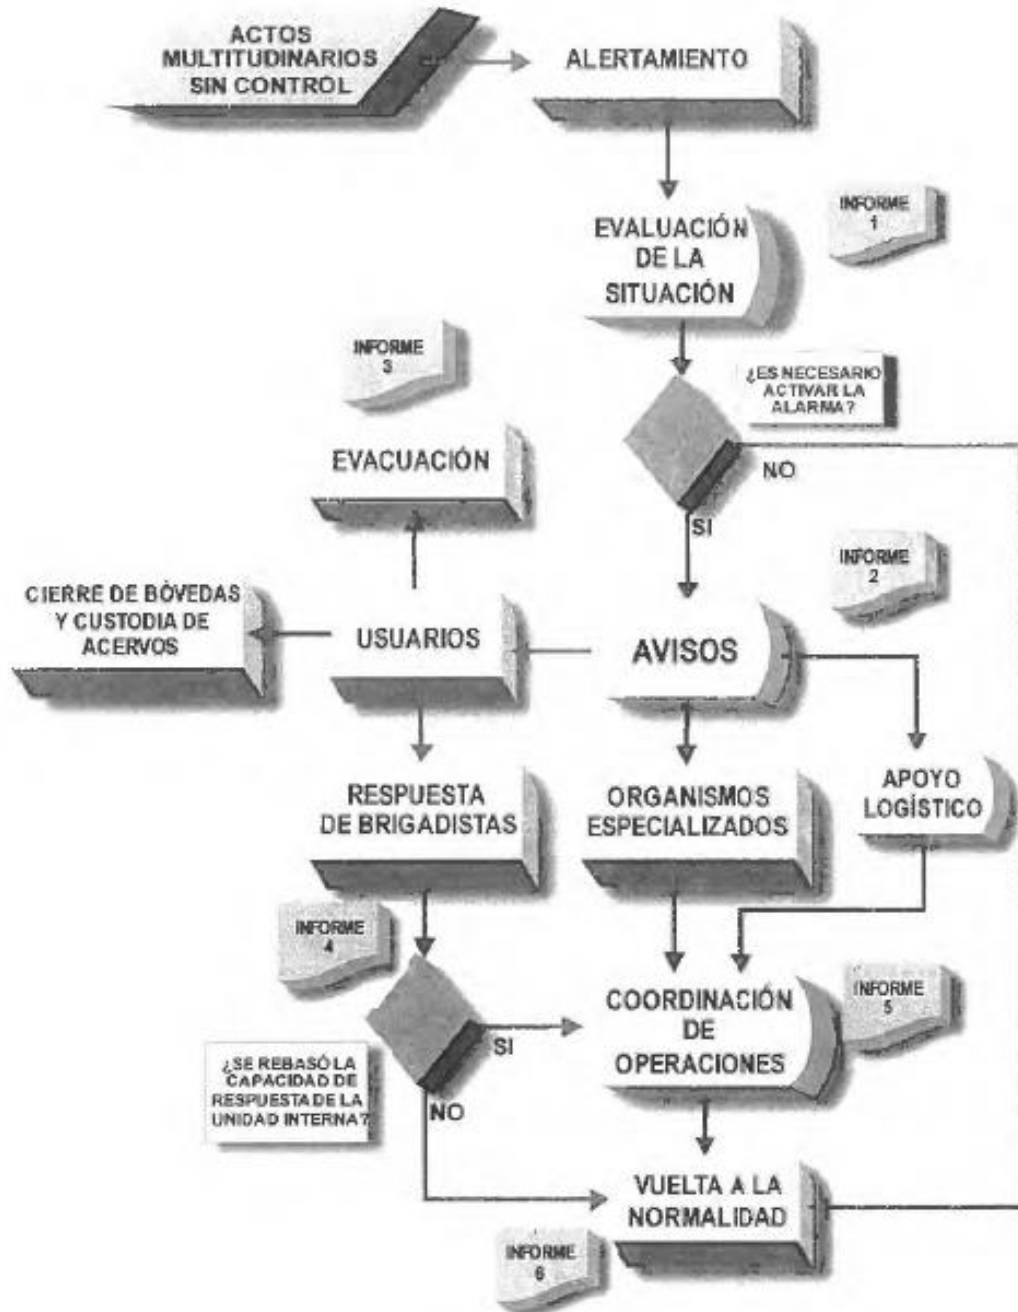 ACTOS
MULTITUDINARIOS
SIN CONTROL
ALERTAMIENTO
EVALUACIÓN
DE LA
SITUACIÓN
INFORME
1
¿ES NECESARIO
ACTIVAR LA
ALARMA?
NO
SI
INFORME
3
EVACUACIÓN
INFORME
2
CIERRE DE BÓVEDAS
Y CUSTODIA DE
ACERVOS
USUARIOS
AVISOS
RESPUESTA
DE BRIGADISTAS
ORGANISMOS
ESPECIALIZADOS
APOYO
LOGÍSTICO
INFORME
4
¿SE REBASÓ LA
CAPACIDAD DE
RESPUESTA DE LA
UNIDAD INTERNA?
SI
NO
COORDINACIÓN
DE
OPERACIONES
INFORME
5
VUELTA A LA
NORMALIDAD
INFORME
6